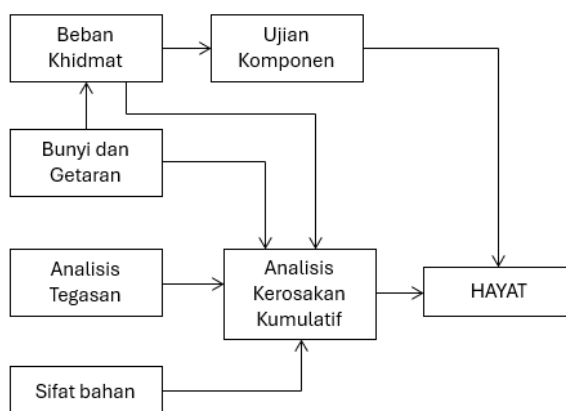 Beban
Khidmat
Ujian
Komponen
Bunyi dan
Getaran
Analisis
Tegasan
Analisis
Kerosakan
Kumulatif
HAYAT
Sifat bahan